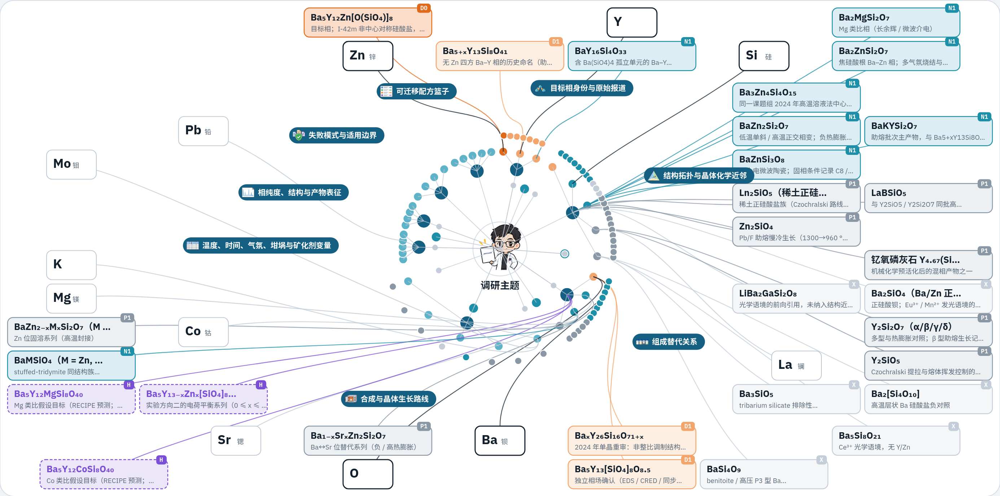 D0
Ba₅Y₁₂Zn[O(SiO₄)]₈
目标相；I-42m 非中心对称硅酸盐，...
Y
N1
Ba₂MgSi₂O₇
Mg 类比相（长余辉 / 微波介电）
Zn 锌
D1
Ba₅₊ₓY₁₃Si₈O₄₁
无 Zn 四方 Ba–Y 相的历史命名（助...
N1
BaY₁₆Si₄O₃₃
含 Ba(SiO4)4 孤立单元的 Ba–Y...
Si 硅
N1
Ba₂ZnSi₂O₇
焦硅酸根 Ba–Zn 相；多气氛烧结与...
可迁移配方篮子
目标相身份与原始报道
N1
Ba₃Zn₄Si₄O₁₅
同一课题组 2024 年高温溶液法中心...
Pb 铅
失败模式与适用边界
N1
BaZn₂Si₂O₇
低温单斜 / 高温正交相变；负热膨胀...
N1
BaKYSi₂O₇
助熔批次主产物，与 Ba5+xY13Si8O...
Mo 钼
N1
BaZnSi₃O₈
电微波陶瓷；固相条件记录 C8 /...
结构拓扑与晶体化学近邻
相纯度、结构与产物表征
P1
Ln₂SiO₅（稀土正硅...
稀土正硅酸盐族（Czochralski 路线...
P1
LaBSiO₅
与 Y2SiO5 / Y2Si2O7 同批高...
P1
Zn₂SiO₄
Pb/F 助熔慢冷生长（1300→960 °...
温度、时间、气氛、坩埚与矿化剂变量
K
P1
钇氧磷灰石 Y₄.₆₇(Si...
机械化学预活化后的混相产物之一
调研主题
Mg 镁
X
LiBa₂GaSi₂O₈
光学语境的前向引用，未纳入结构近...
X
Ba₂SiO₄（Ba/Zn 正...
正硅酸钡；Eu³⁺ / Mn²⁺ 发光语境的...
P1
BaZn₂₋ₓMₓSi₂O₇（M ...
Zn 位固溶系列（高温封接）
Co 钴
组成替代关系
P1
Y₂Si₂O₇（α/β/γ/δ）
多型与热膨胀对照；β 型助熔生长记...
N1
BaMSiO₄（M = Zn, ...
stuffed-tridymite 同结构族...
La 镧
P1
Y₂SiO₅
Czochralski 提拉与熔体挥发控制的...
H
Ba₅Y₁₂MgSi₈O₄₀
Mg 类比假设目标（RECIPE 预测；...
H
Ba₅Y₁₃₋ₓZnₓ[SiO₄]₈...
实验方向二的电荷平衡系列（0 ≤ x ≤ ...
合成与晶体生长路线
X
Ba₃SiO₅
tribarium silicate 排除性...
X
Ba₂[Si₄O₁₀]
高温层状 Ba 硅酸盐负对照
Sr 锶
P1
Ba₁₋ₓSrₓZn₂Si₂O₇
Ba↔Sr 位替代系列（负 / 高热膨胀）
Ba 钡
D1
BaₓY₂₆Si₁₆O₇₁₊ₓ
2024 年单晶重审：非整比调制结构...
X
Ba₅Si₈O₂₁
Ce³⁺ 光学语境，无 Y/Zn
H
Ba₅Y₁₂CoSi₈O₄₀
Co 类比假设目标（RECIPE 预测；...
O
D1
Ba₅Y₁₃[SiO₄]₈O₈.₅
独立相场确认（EDS / CRED / 同步...
X
BaSi₄O₉
benitoite / 高压 P3 型 Ba...